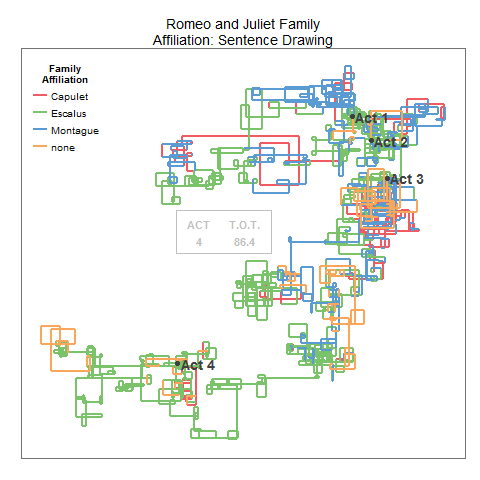 Romeo and Juliet Family
Affiliation: Sentence Drawing
Family
Affiliation
Capulet
Escalus
Montague
none
Act 1
Act 2
Act 3
ACT T.O.T.
4 86.4
Act 4